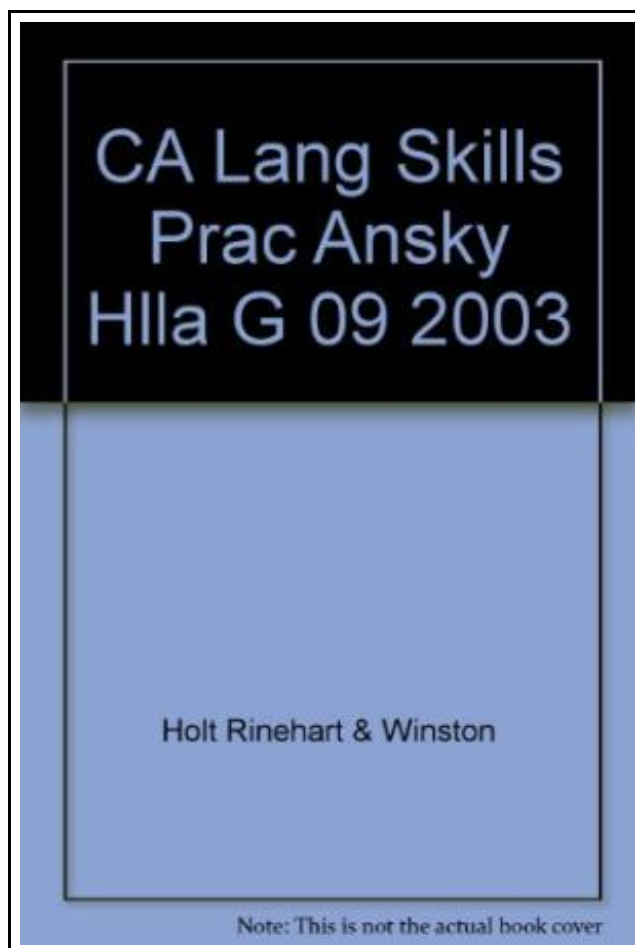 CA Lang Skills
Prac Ansky
Hlla G 09 2003
Holt Rinehart & Winston
Note: This is not the actual book cover